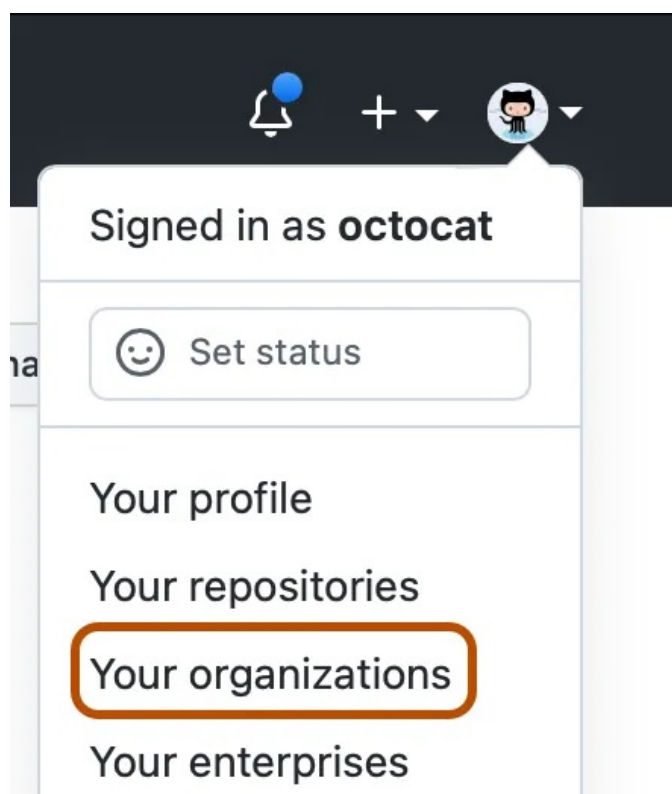 Signed in as octocat
Set status
Your profile
Your repositories
Your organizations
Your enterprises